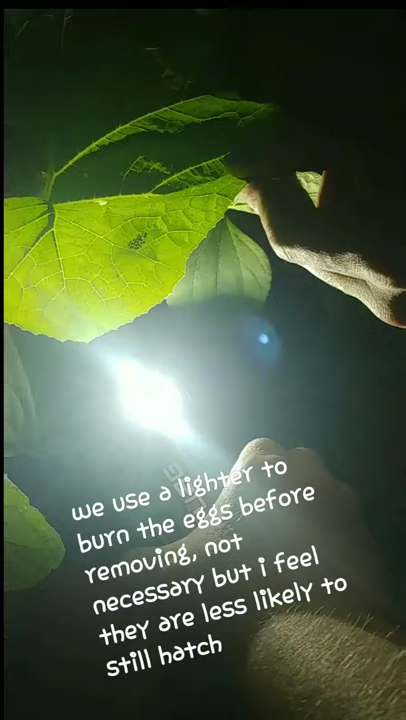 we use a lighter to
burn the eggs before
removing, not
necessary but i feel
they are less likely to
still hatch